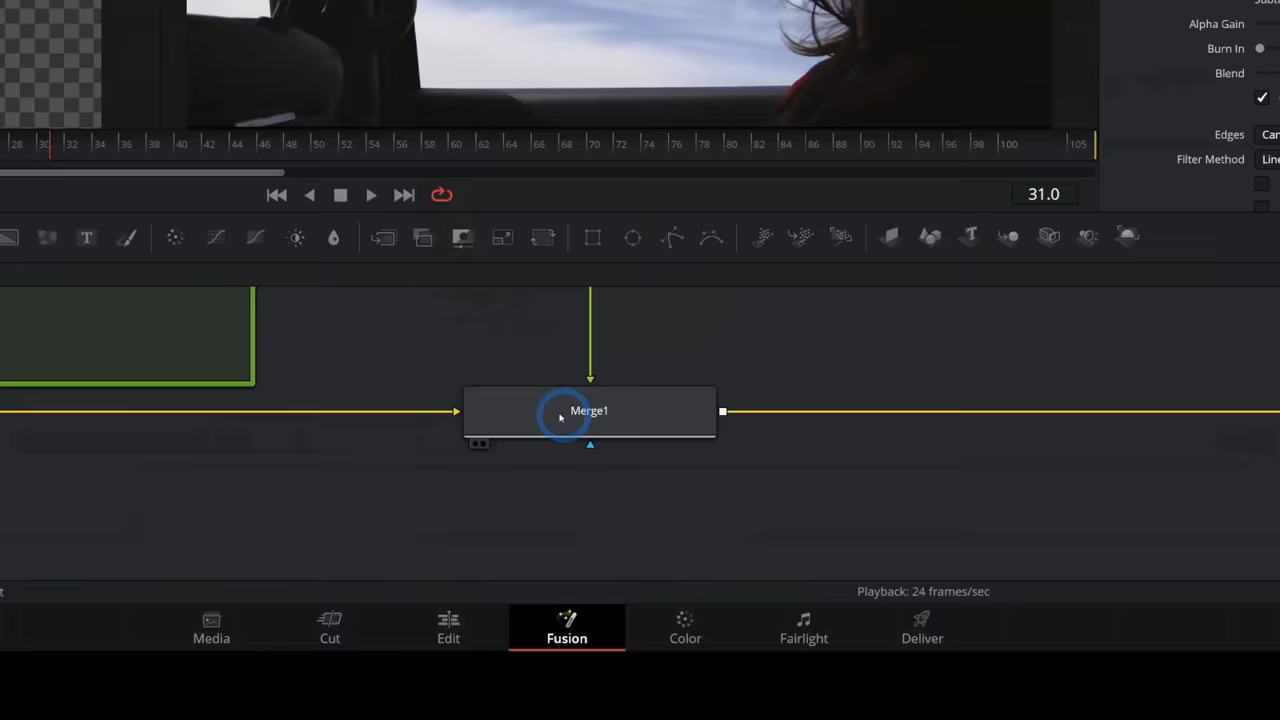 Alpha Gain
Burn In
Blend
Edges
Filter Method
28 30 32 34 36 38 40 42 44 46 48 50 52 54 56 58 60 62 64 66 68 70 72 74 76 78 80 82 84 86 88 90 92 94 96 98 100 105
31.0
T
T
Merge1
Playback: 24 frames/sec
Media Cut Edit Fusion Color Fairlight Deliver